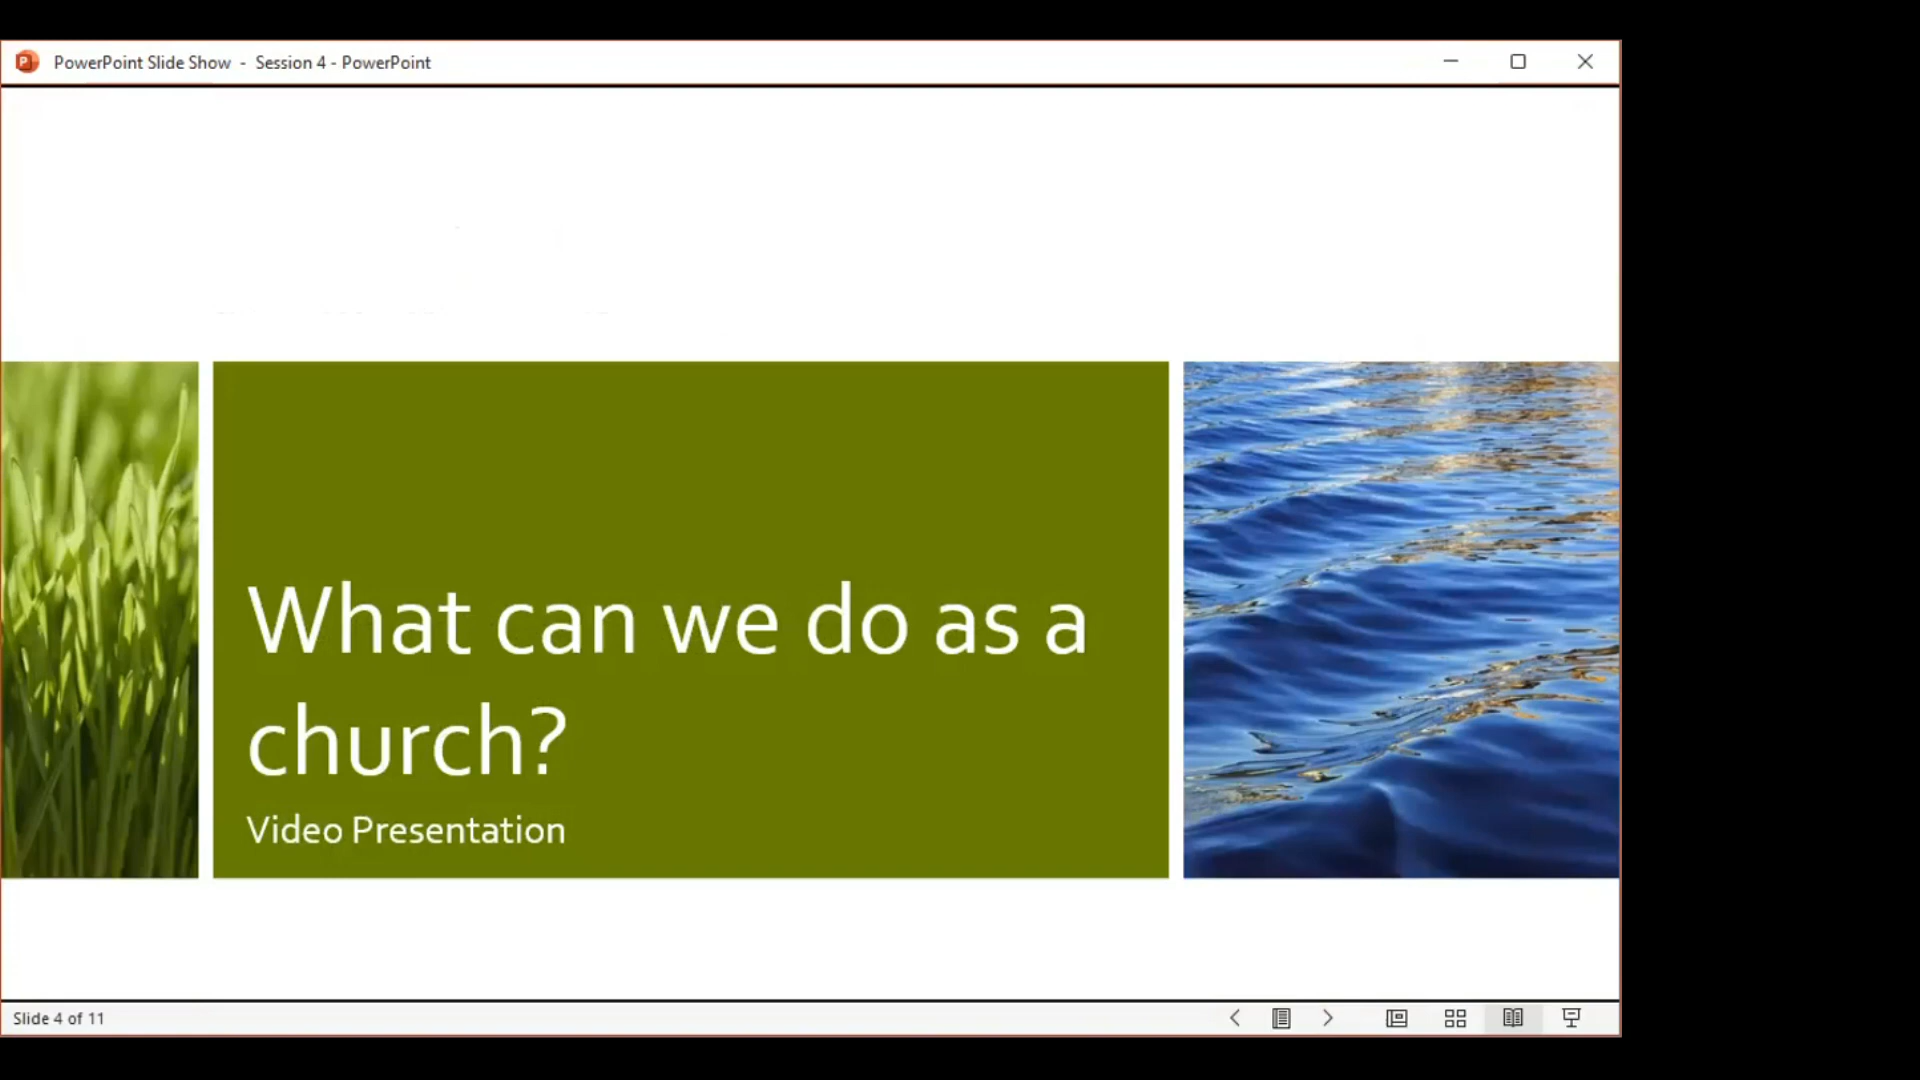 PowerPoint Slide Show - Session 4 - PowerPoint
What can we do as a
church?
Video Presentation
Slide 4 of 11